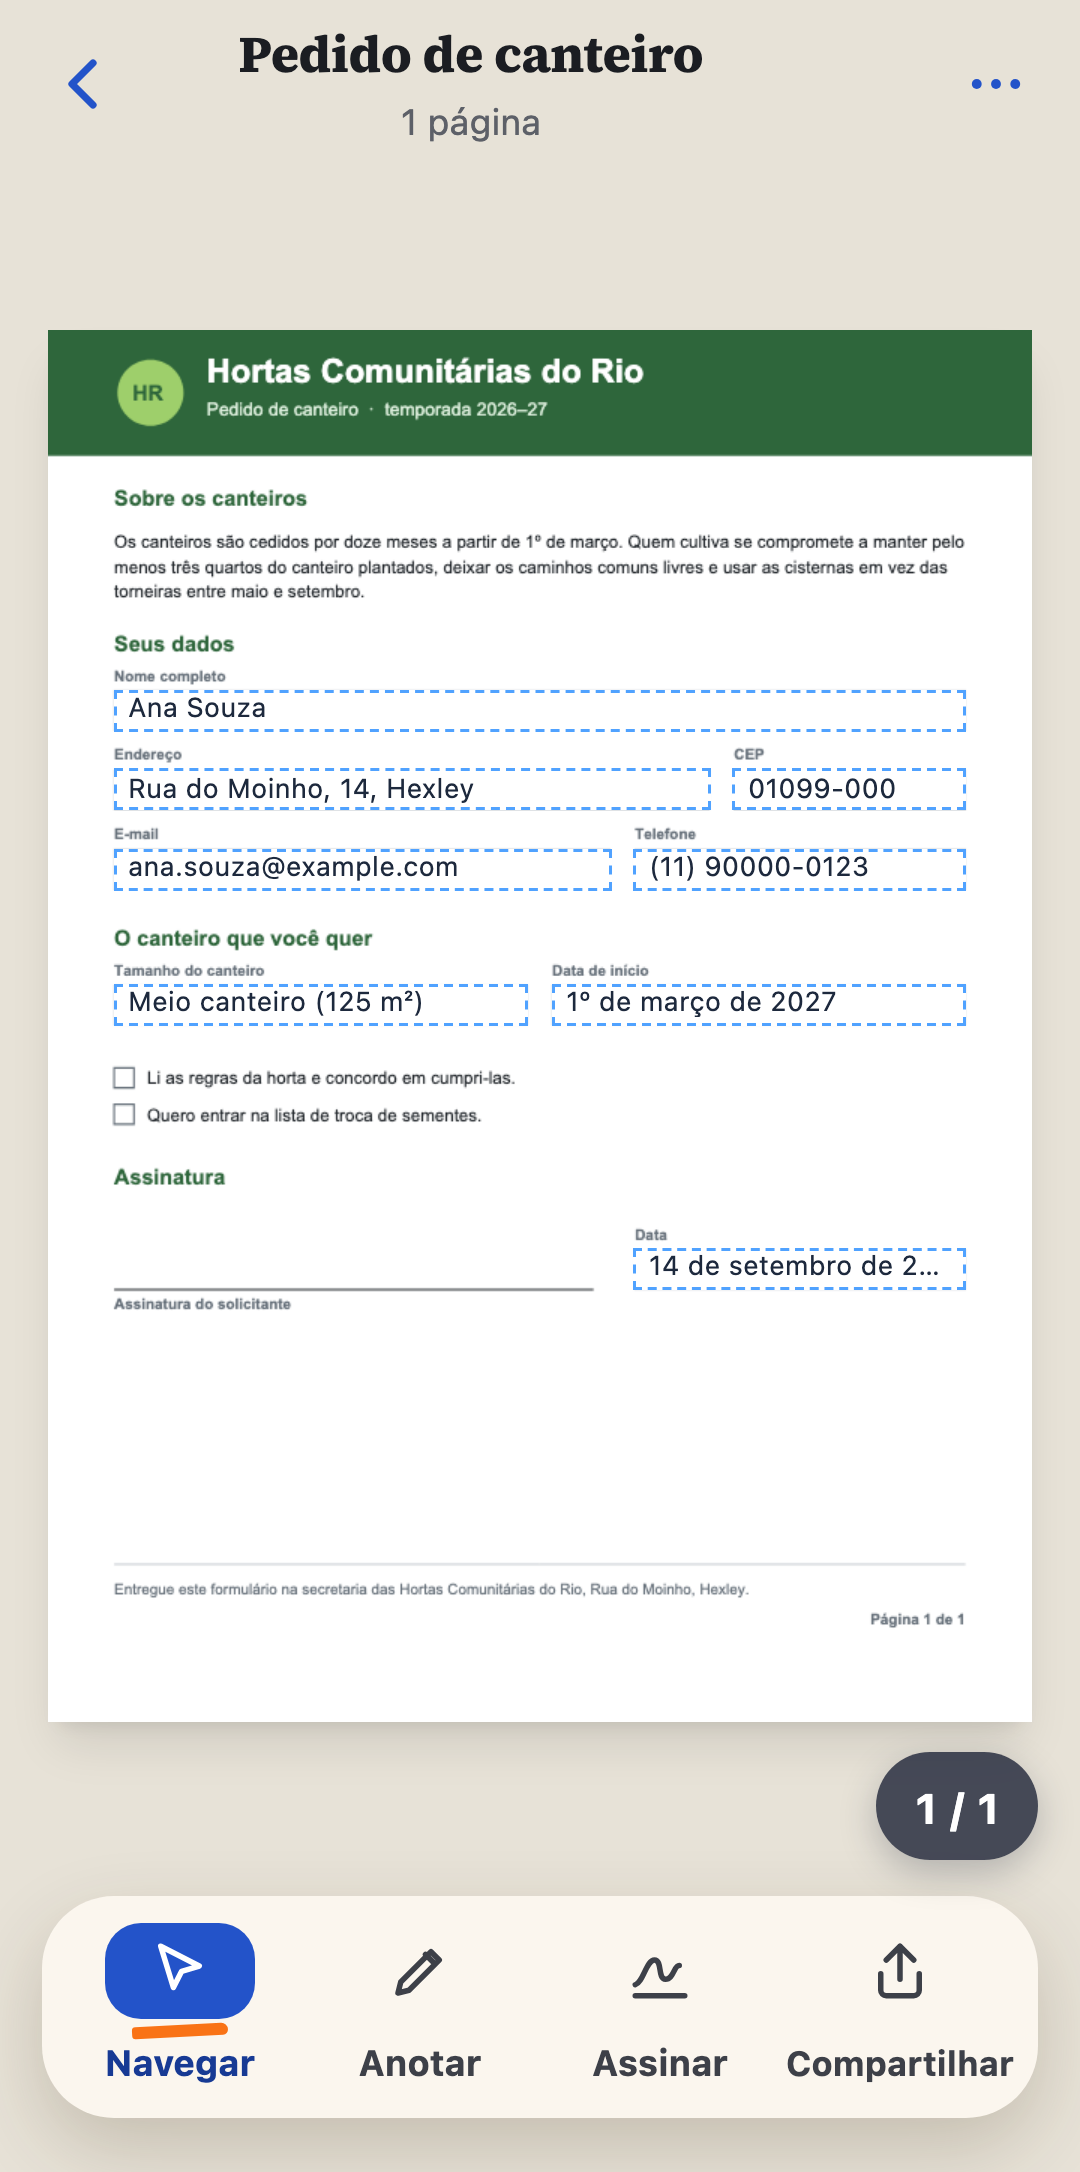 Pedido de canteiro
1 página
HR
Hortas Comunitárias do Rio
Pedido de canteiro · temporada 2026–27
Sobre os canteiros
Os canteiros são cedidos por doze meses a partir de 1º de março. Quem cultiva se compromete a manter pelo
menos três quartos do canteiro plantados, deixar os caminhos comuns livres e usar as cisternas em vez das
torneiras entre maio e setembro.
Seus dados
Nome completo
Ana Souza
Endereço CEP
Rua do Moinho, 14, Hexley 01099-000
E-mail Telefone
ana.souza@example.com (11) 90000-0123
O canteiro que você quer
Tamanho do canteiro Data de início
Meio canteiro (125 m²) 1º de março de 2027
Li as regras da horta e concordo em cumpri-las.
Quero entrar na lista de troca de sementes.
Assinatura
Data
14 de setembro de 2...
Assinatura do solicitante
Entregue este formulário na secretaria das Hortas Comunitárias do Rio, Rua do Moinho, Hexley.
Página 1 de 1
1 / 1
Navegar Anotar Assinar Compartilhar